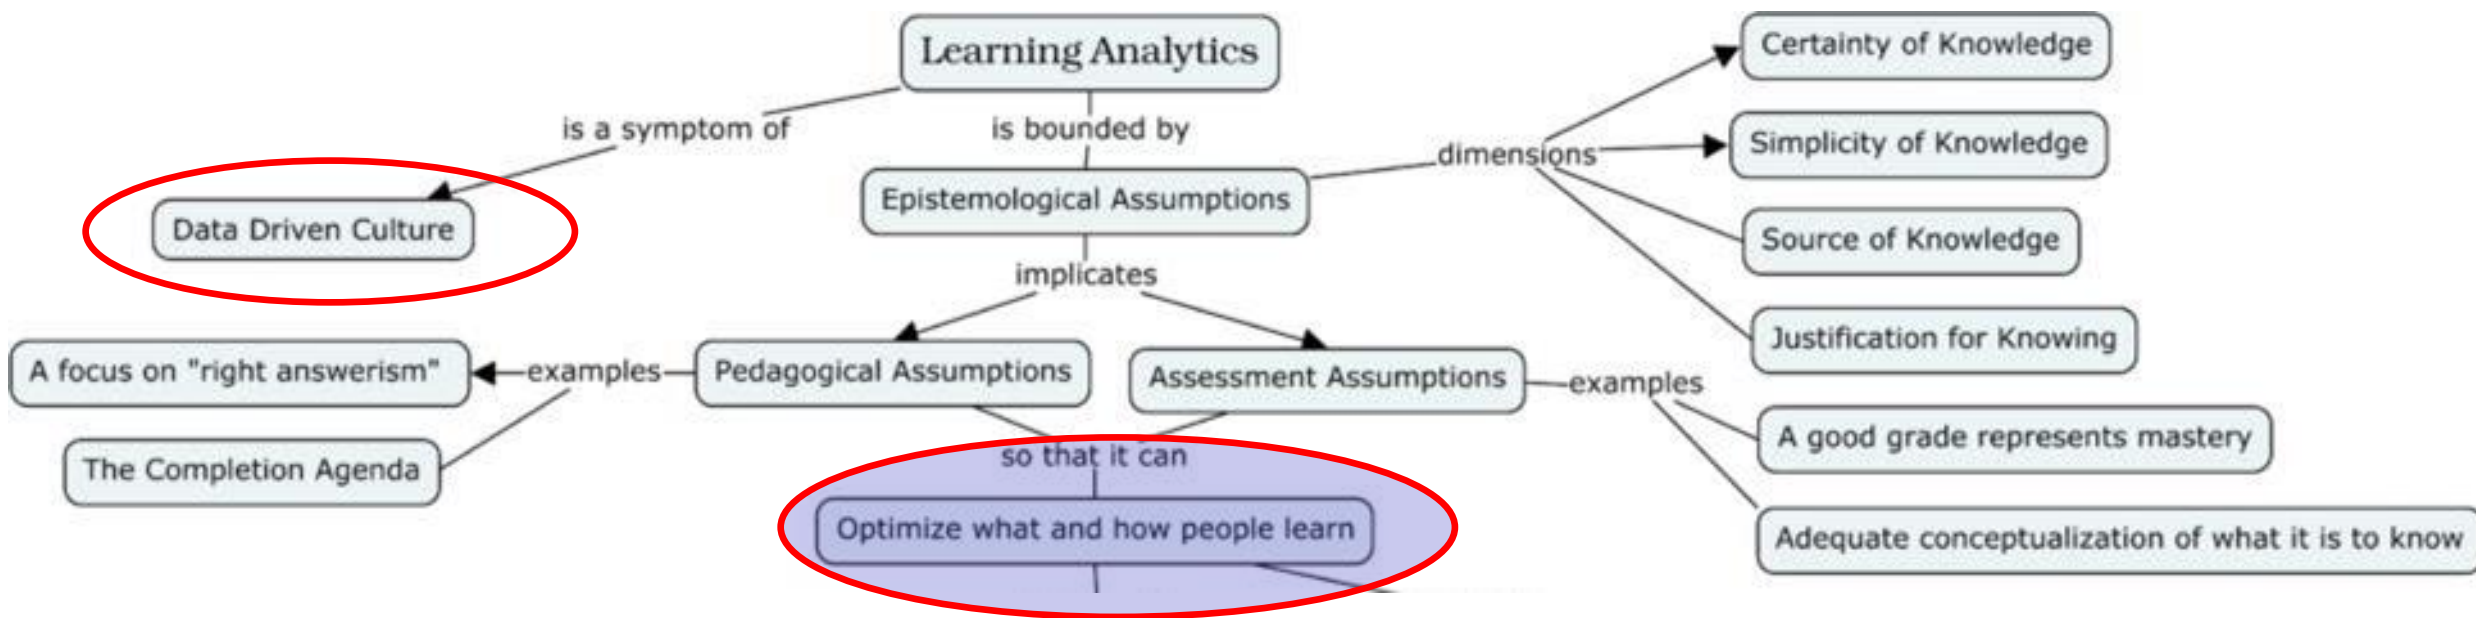 Learning Analytics
is a symptom of
is bounded by
Data Driven Culture
Epistemological Assumptions
dimensions
Certainty of Knowledge
Simplicity of Knowledge
Source of Knowledge
Justification for Knowing
implicates
Pedagogical Assumptions
examples
A focus on "right answerism"
The Completion Agenda
Assessment Assumptions
examples
A good grade represents mastery
Adequate conceptualization of what it is to know
so that it can
Optimize what and how people learn